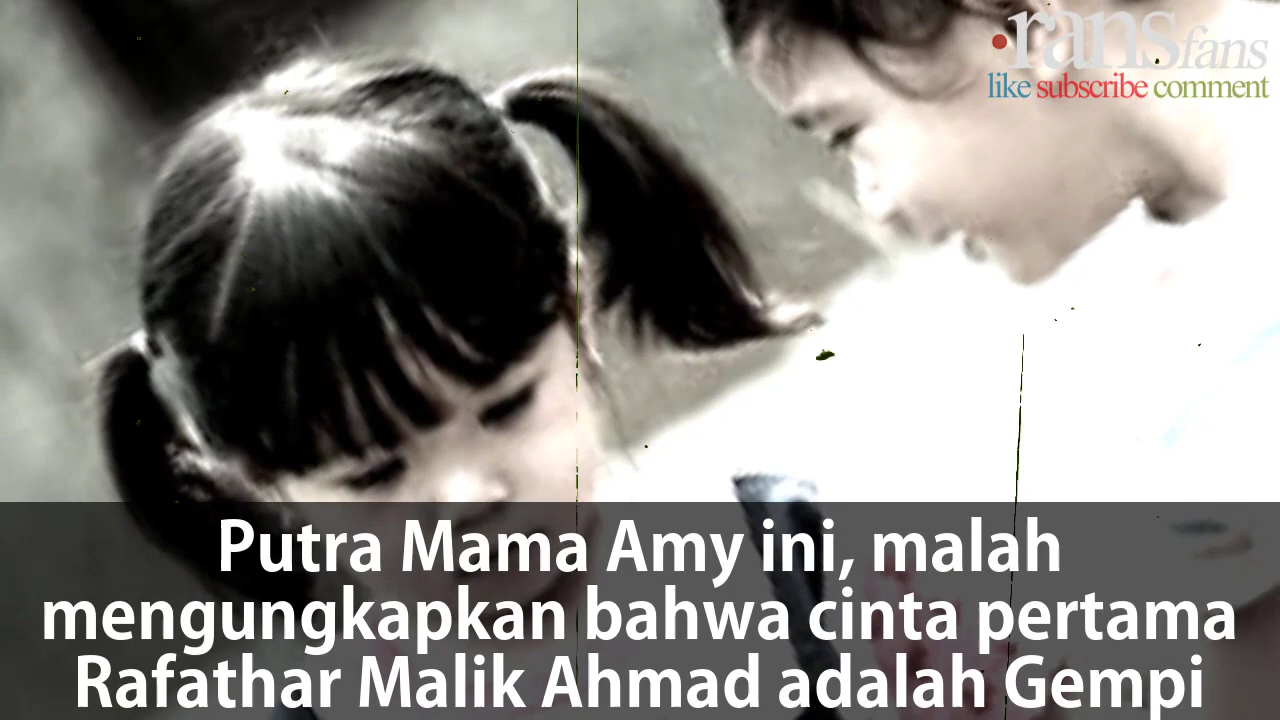 rans fans
like subscribe comment
Putra Mama Amy ini, malah
mengungkapkan bahwa cinta pertama
Rafathar Malik Ahmad adalah Gempi